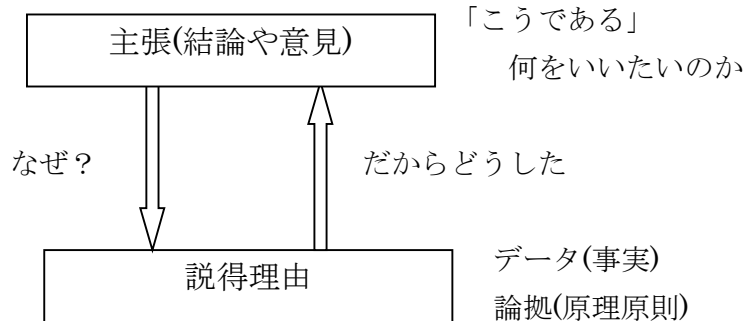 主張(結論や意見)
「こうである」
何をいいたいのか
なぜ？
だからどうした
説得理由
データ(事実)
論拠(原理原則)